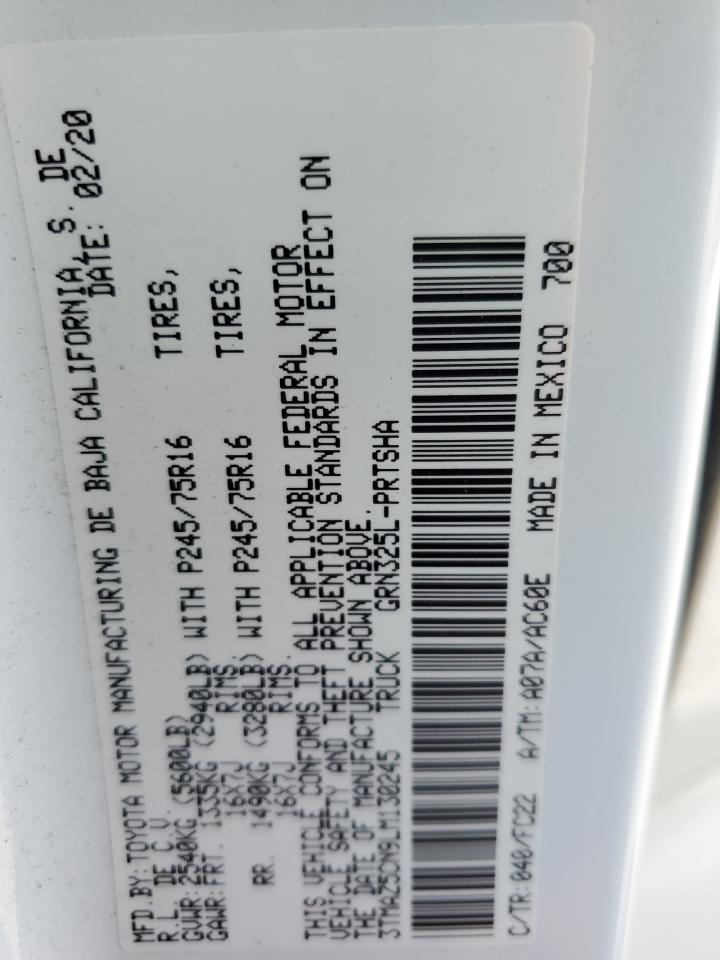 MFD.BY: TOYOTA MOTOR MANUFACTURING DE BAJA CALIFORNIA, S. DE
R.L. DE C.V. DATE: 02/20
GVWR: 2540KG (5600LB)
GAWR: FRT. 1335KG (2940LB) WITH P245/75R16 TIRES,
16X7J RIMS,
RR. 1490KG (3280LB) WITH P245/75R16 TIRES,
16X7J RIMS.
THIS VEHICLE CONFORMS TO ALL APPLICABLE FEDERAL MOTOR
VEHICLE SAFETY AND THEFT PREVENTION STANDARDS IN EFFECT ON
THE DATE OF MANUFACTURE SHOWN ABOVE.
3TMAZ5CN9LM130245 TRUCK GRN325L-PRTSHA
C/TR: 040/FC22 A/TM: A07A/AC60E MADE IN MEXICO 700